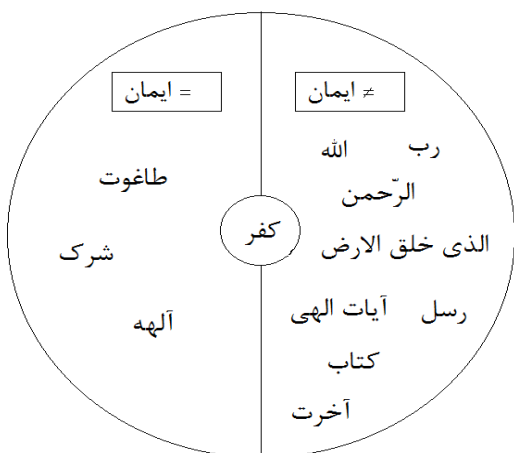 ≠ ایمان
= ایمان
رب
الله
الرّحمن
الذی خلق الارض
رسل
آیات الهی
کتاب
آخرت
کفر
طاغوت
شرک
آلهه